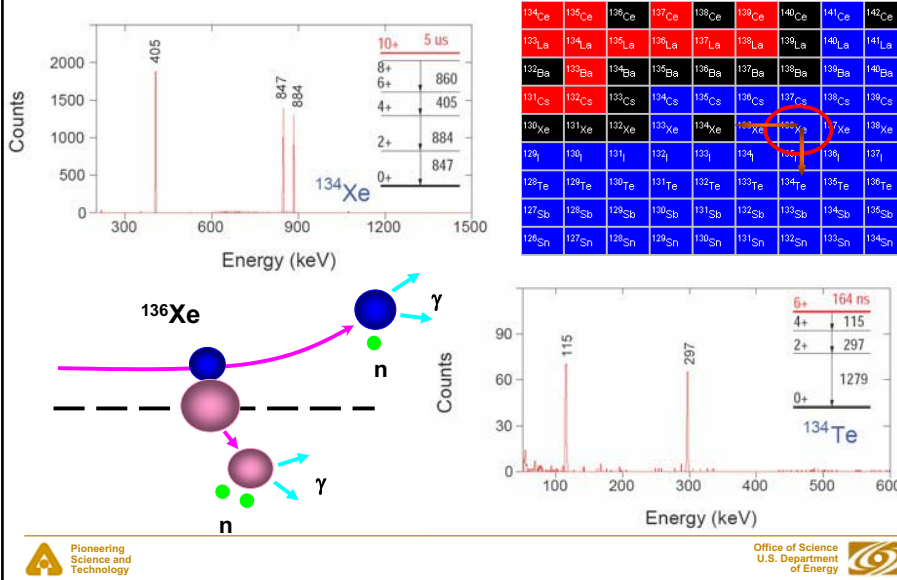 2000
1500
1000
500
0
Counts
405
847
884
10+ 5 us
8+
6+ 860
4+ 405
2+ 884
0+ 847
134Xe
300 600 900 1200 1500
Energy (keV)
134Ce 135Ce 136Ce 137Ce 138Ce 139Ce 140Ce 141Ce 142Ce
133La 134La 135La 136La 137La 138La 139La 140La 141La
132Ba 133Ba 134Ba 135Ba 136Ba 137Ba 138Ba 139Ba 140Ba
131Cs 132Cs 133Cs 134Cs 135Cs 136Cs 137Cs 138Cs 139Cs
130Xe 131Xe 132Xe 133Xe 134Xe Xe Xe 137Xe 138Xe
129I 130I 131I 132I 133I 134I 135I 136I 137I
128Te 129Te 130Te 131Te 132Te 133Te 134Te 135Te 136Te
127Sb 128Sb 129Sb 130Sb 131Sb 132Sb 133Sb 134Sb 135Sb
126Sn 127Sn 128Sn 129Sn 130Sn 131Sn 132Sn 133Sn 134Sn
136Xe
γ
n
γ
n
90
60
30
0
Counts
115
297
6+ 164 ns
4+ 115
2+ 297
1279
0+
134Te
100 200 300 400 500 600
Energy (keV)
Pioneering
Science and
Technology
Office of Science
U.S. Department
of Energy